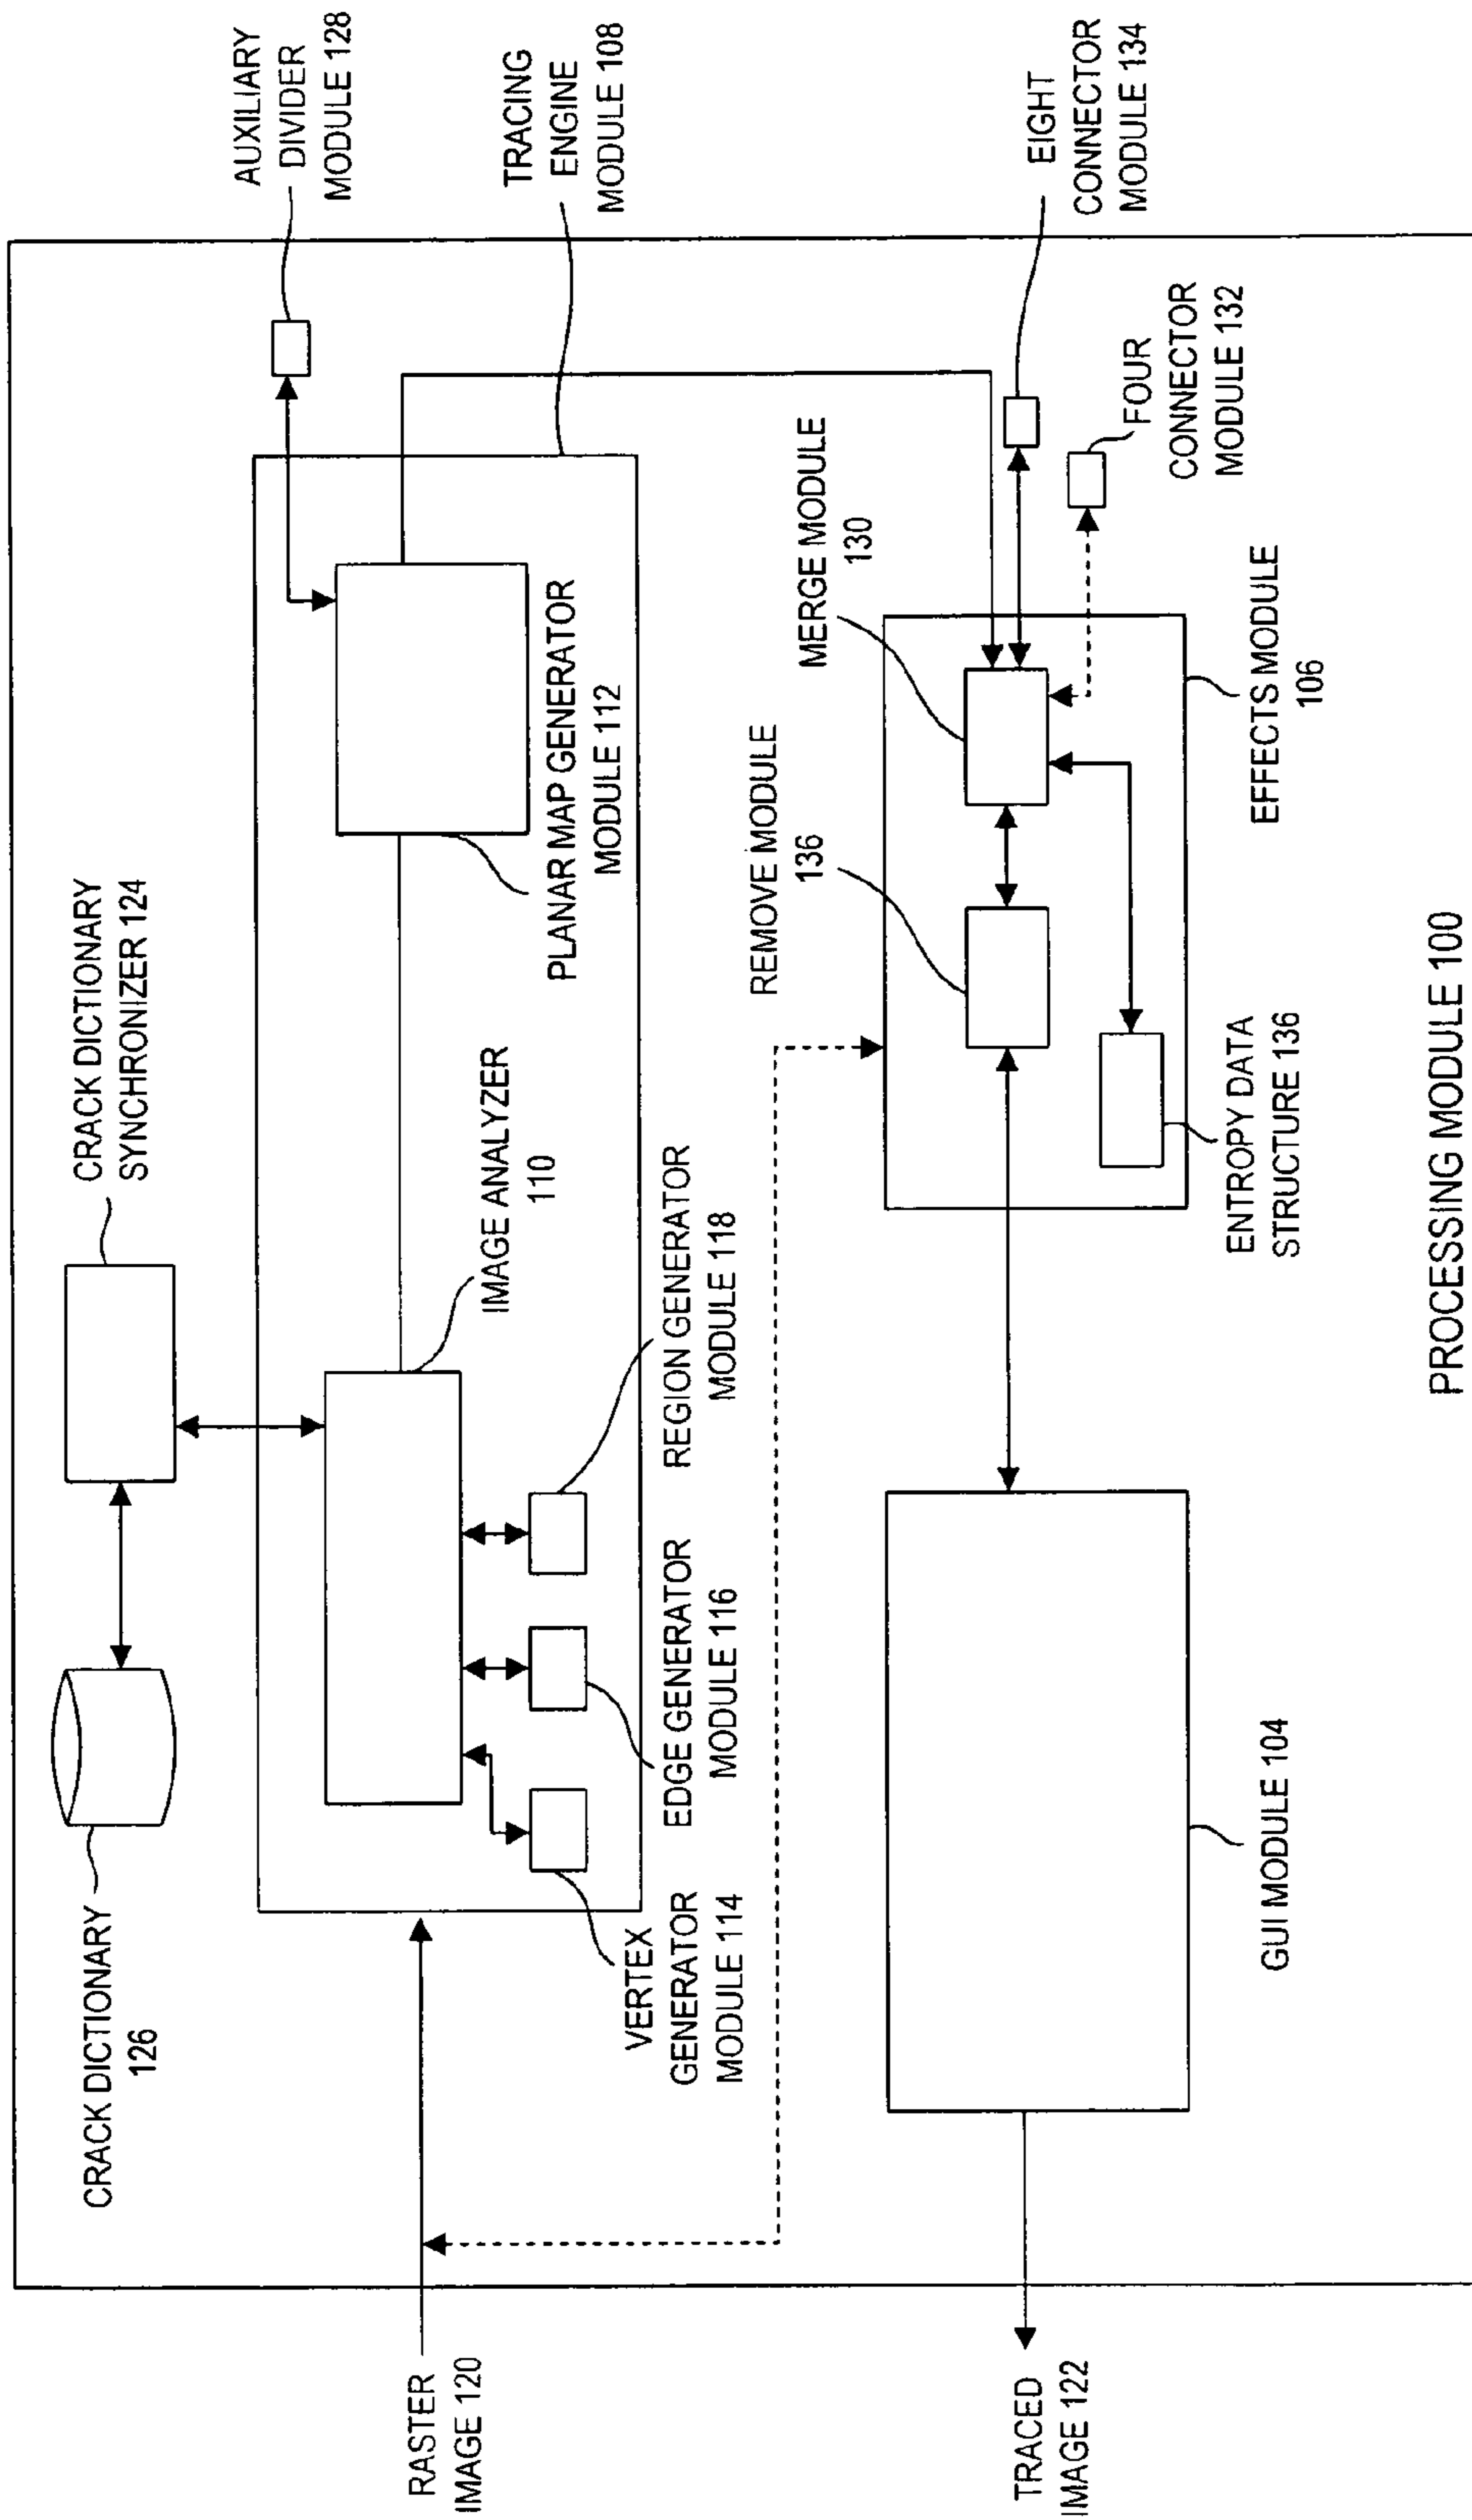 CRACK DICTIONARY
126
CRACK DICTIONARY
SYNCHRONIZER 124
AUXILIARY
DIVIDER
MODULE 128
RASTER
IMAGE 120
IMAGE ANALYZER
110
PLANAR MAP GENERATOR
MODULE 112
TRACING
ENGINE
MODULE 108
VERTEX
GENERATOR
MODULE 114
EDGE GENERATOR
MODULE 116
REGION GENERATOR
MODULE 118
REMOVE MODULE
136
MERGE MODULE
130
EIGHT
CONNECTOR
MODULE 134
FOUR
CONNECTOR
MODULE 132
TRACED
IMAGE 122
GUI MODULE 104
ENTROPY DATA
STRUCTURE 136
EFFECTS MODULE
106
PROCESSING MODULE 100